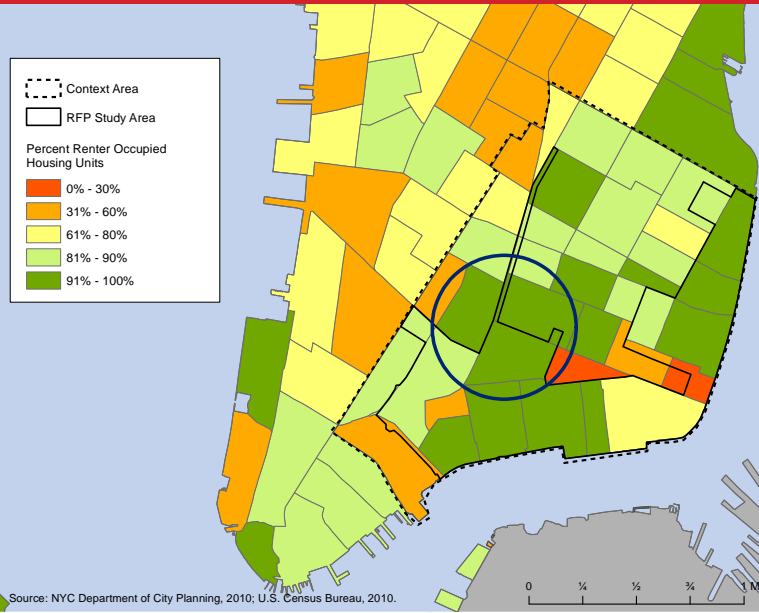 Context Area
RFP Study Area
Percent Renter Occupied
Housing Units
0% - 30%
31% - 60%
61% - 80%
81% - 90%
91% - 100%
Source: NYC Department of City Planning, 2010; U.S. Census Bureau, 2010.
0 ¼ ½ ¾ 1 M